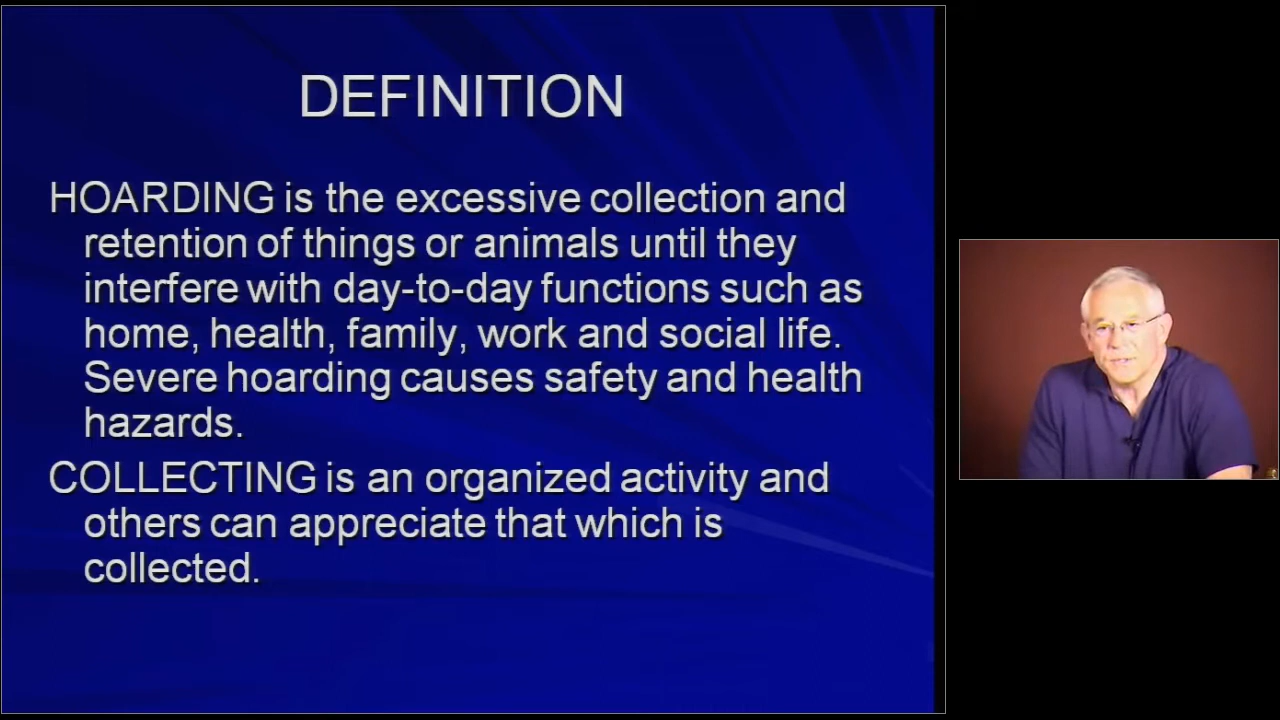 DEFINITION
HOARDING is the excessive collection and
retention of things or animals until they
interfere with day-to-day functions such as
home, health, family, work and social life.
Severe hoarding causes safety and health
hazards.
COLLECTING is an organized activity and
others can appreciate that which is
collected.